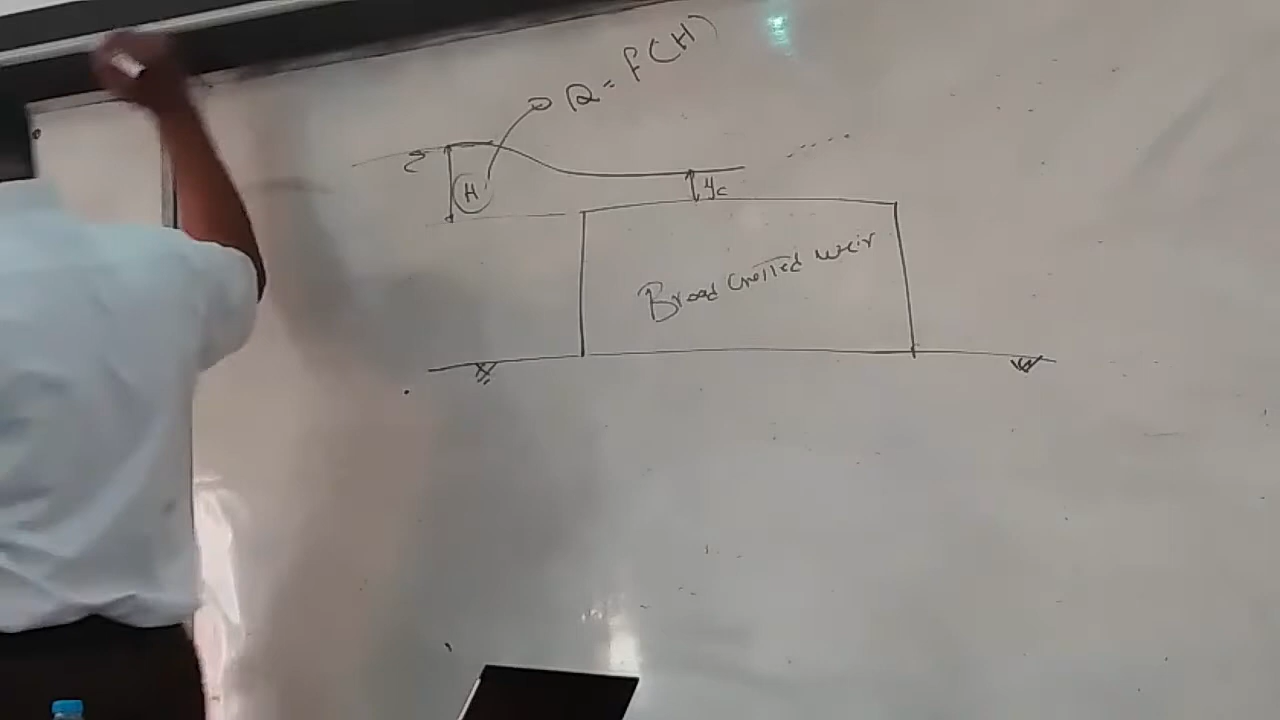 Q = f(H)
H
yc
Broad Crested weir